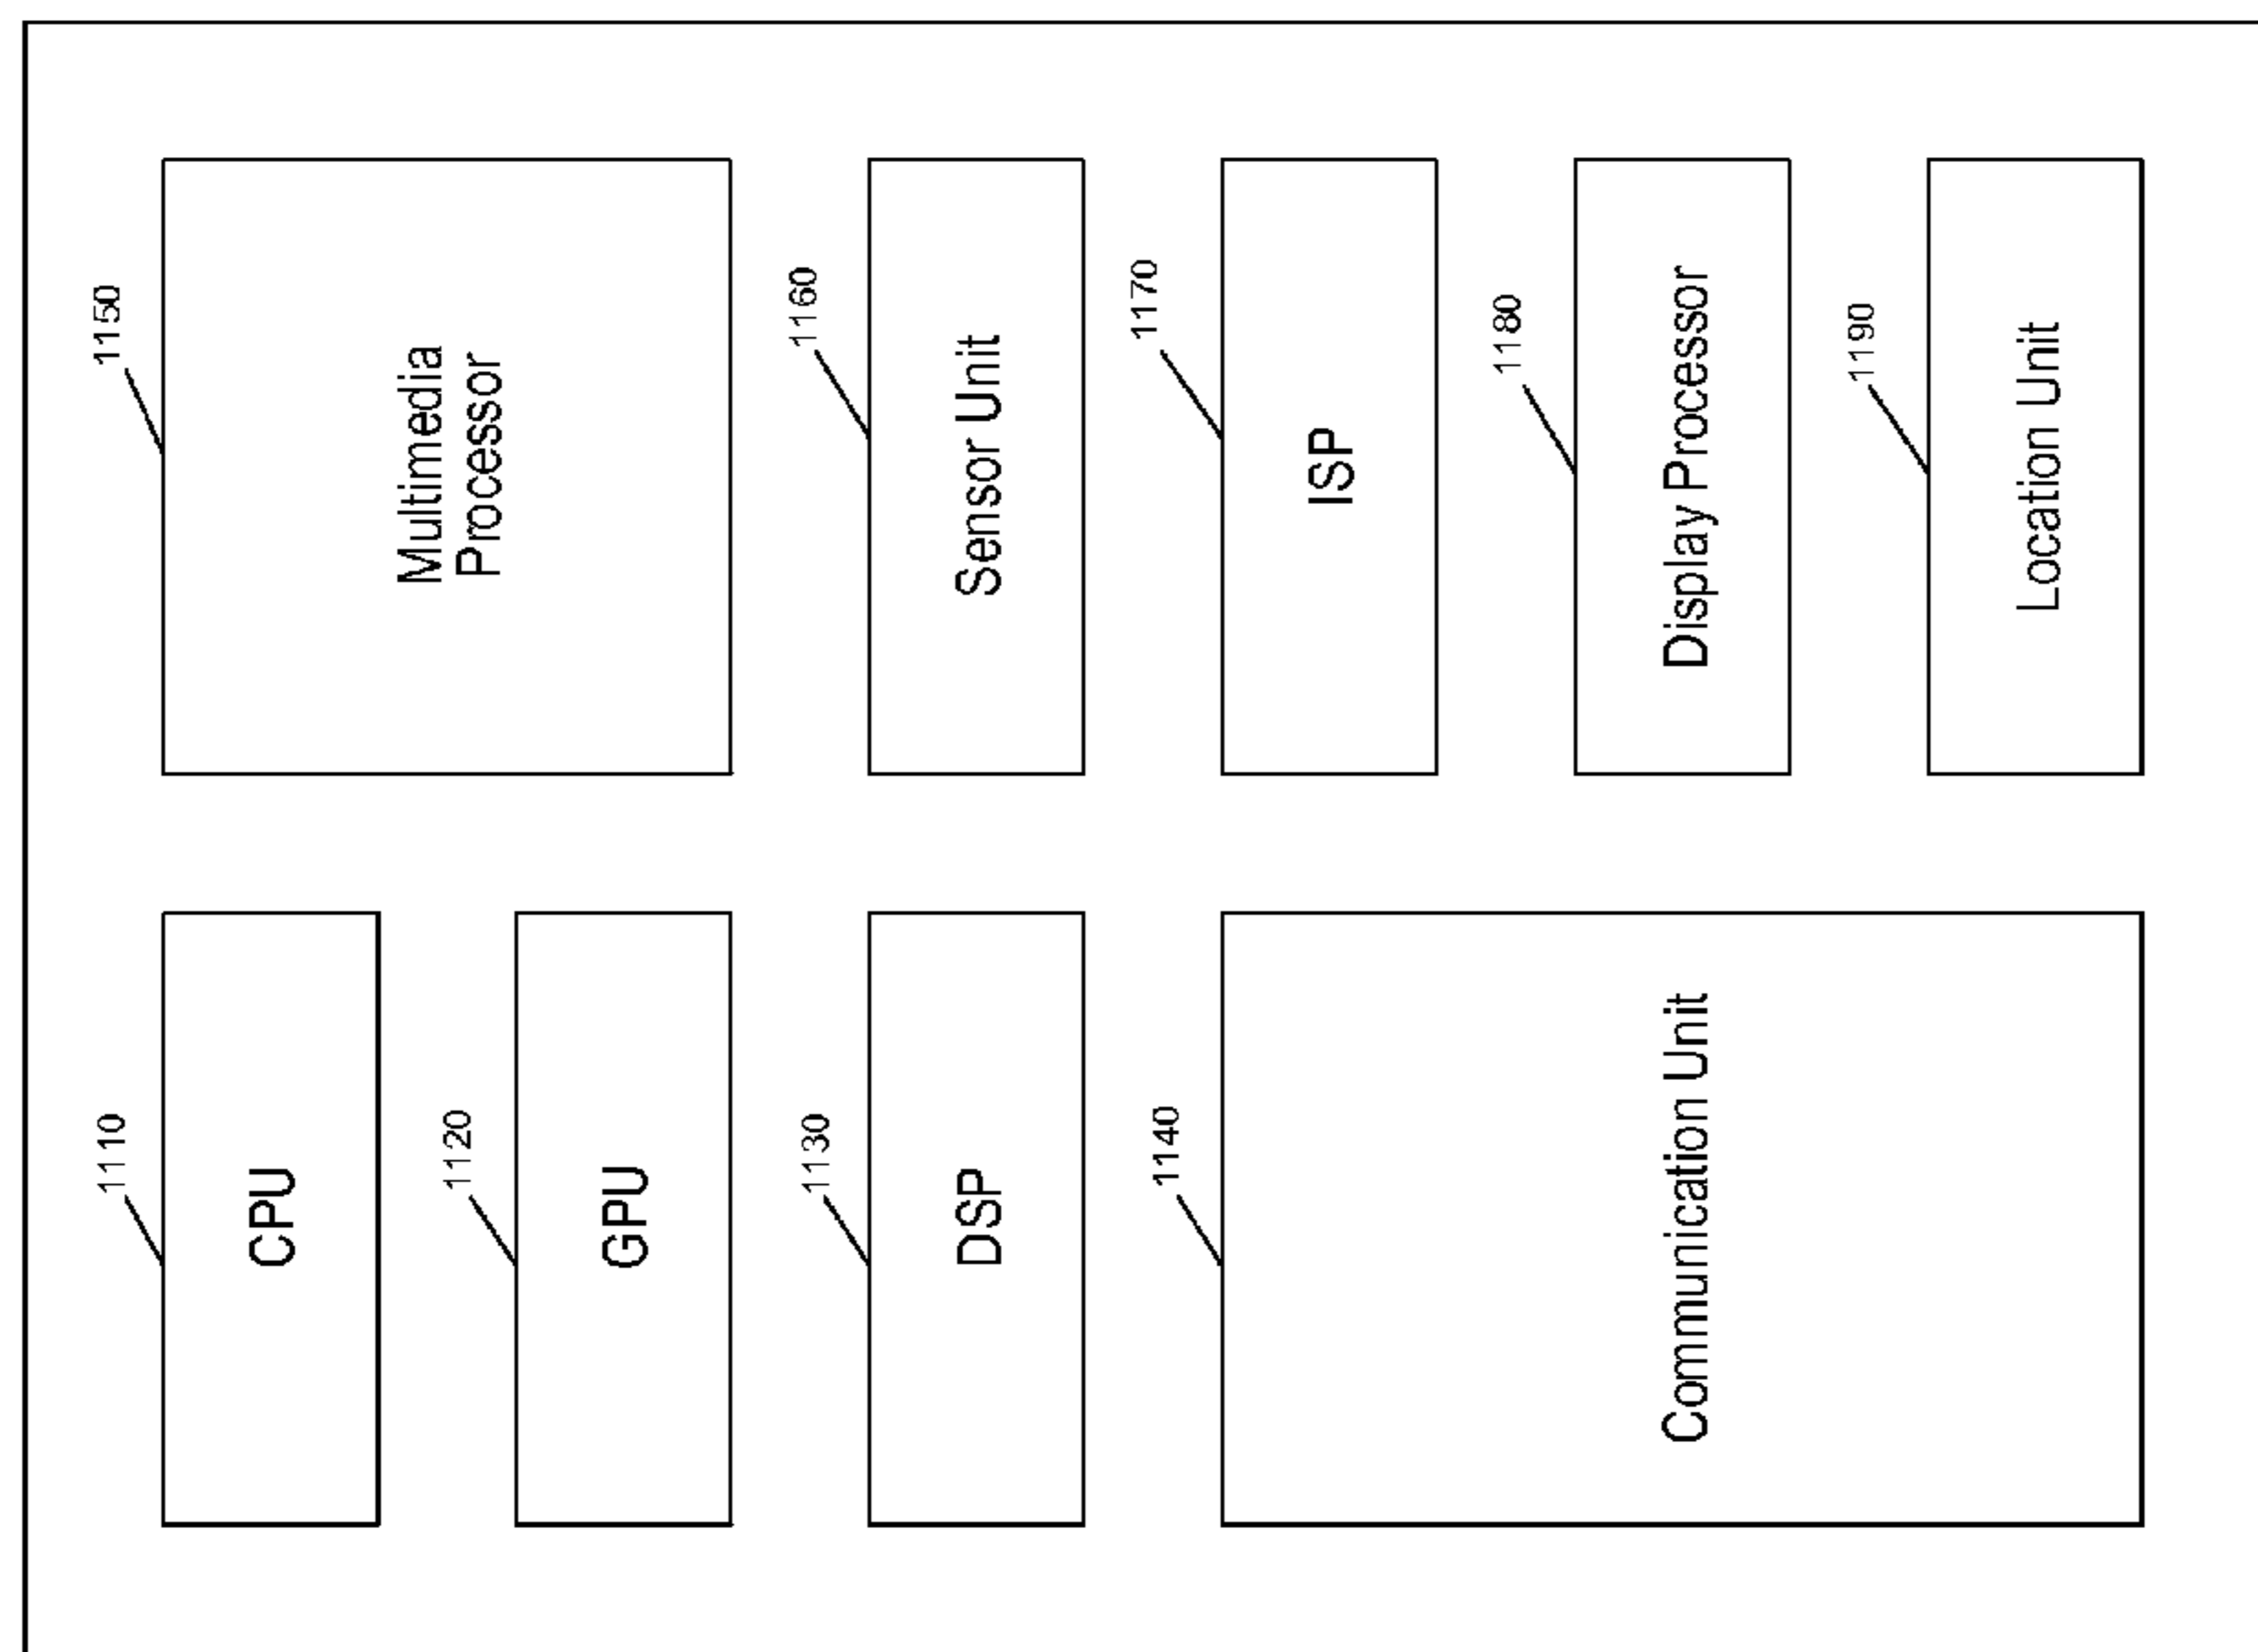 1110
CPU
1120
GPU
1130
DSP
1140
Communication Unit
1150
Multimedia
Processor
1160
Sensor Unit
1170
ISP
1180
Display Processor
1190
Location Unit